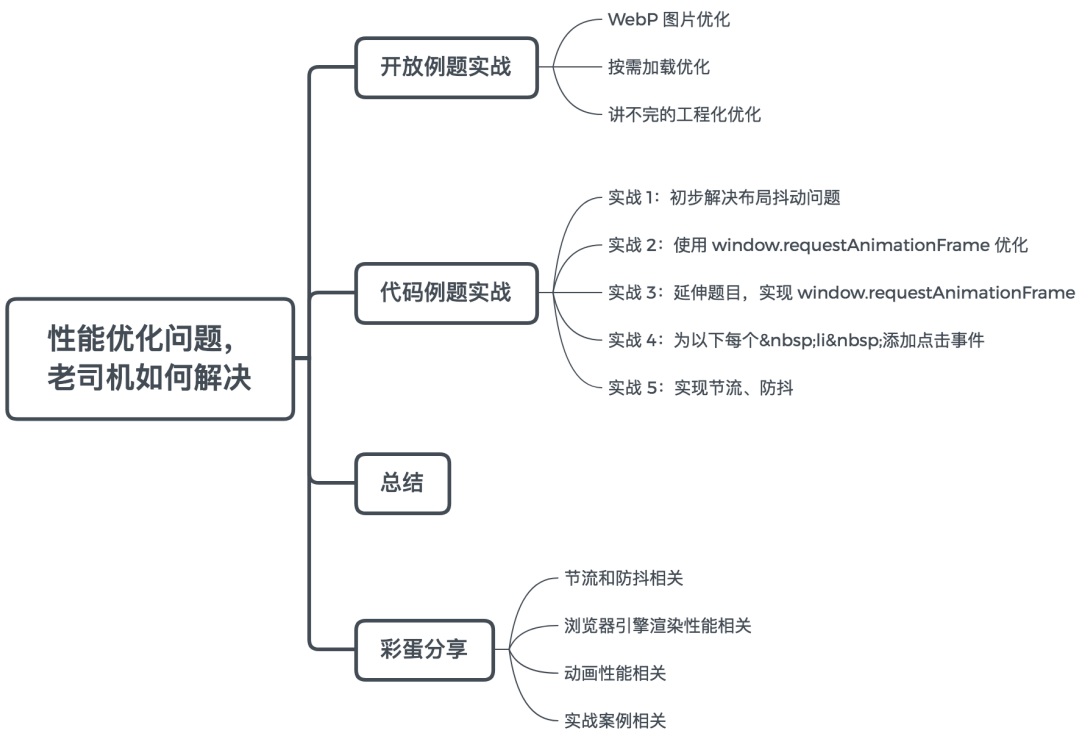 性能优化问题，
老司机如何解决
开放例题实战
WebP 图片优化
按需加载优化
讲不完的工程化优化
代码例题实战
实战 1：初步解决布局抖动问题
实战 2：使用 window.requestAnimationFrame 优化
实战 3：延伸题目，实现 window.requestAnimationFrame
实战 4：为以下每个&nbsp;li&nbsp;添加点击事件
实战 5：实现节流、防抖
总结
彩蛋分享
节流和防抖相关
浏览器引擎渲染性能相关
动画性能相关
实战案例相关